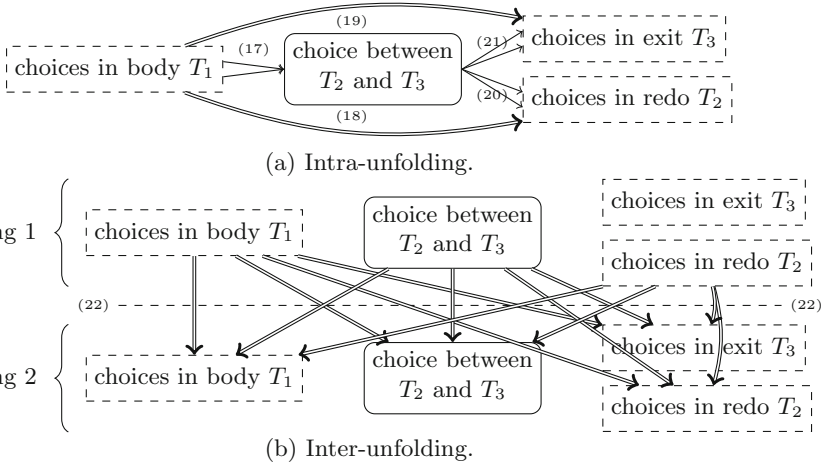 (19)
choices in exit T3
(17)
choice between
T2 and T3
(21)
choices in body T1
(20)
choices in redo T2
(18)
(a) Intra-unfolding.
choices in exit T3
choice between
T2 and T3
ng 1
choices in body T1
choices in redo T2
(22)
(22)
choices in exit T3
choice between
T2 and T3
ng 2
choices in body T1
choices in redo T2
(b) Inter-unfolding.